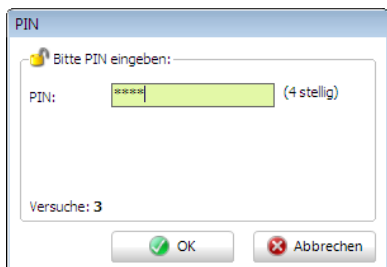 PIN
Bitte PIN eingeben:
PIN: **** (4 stellig)
Versuche: 3
OK Abbrechen